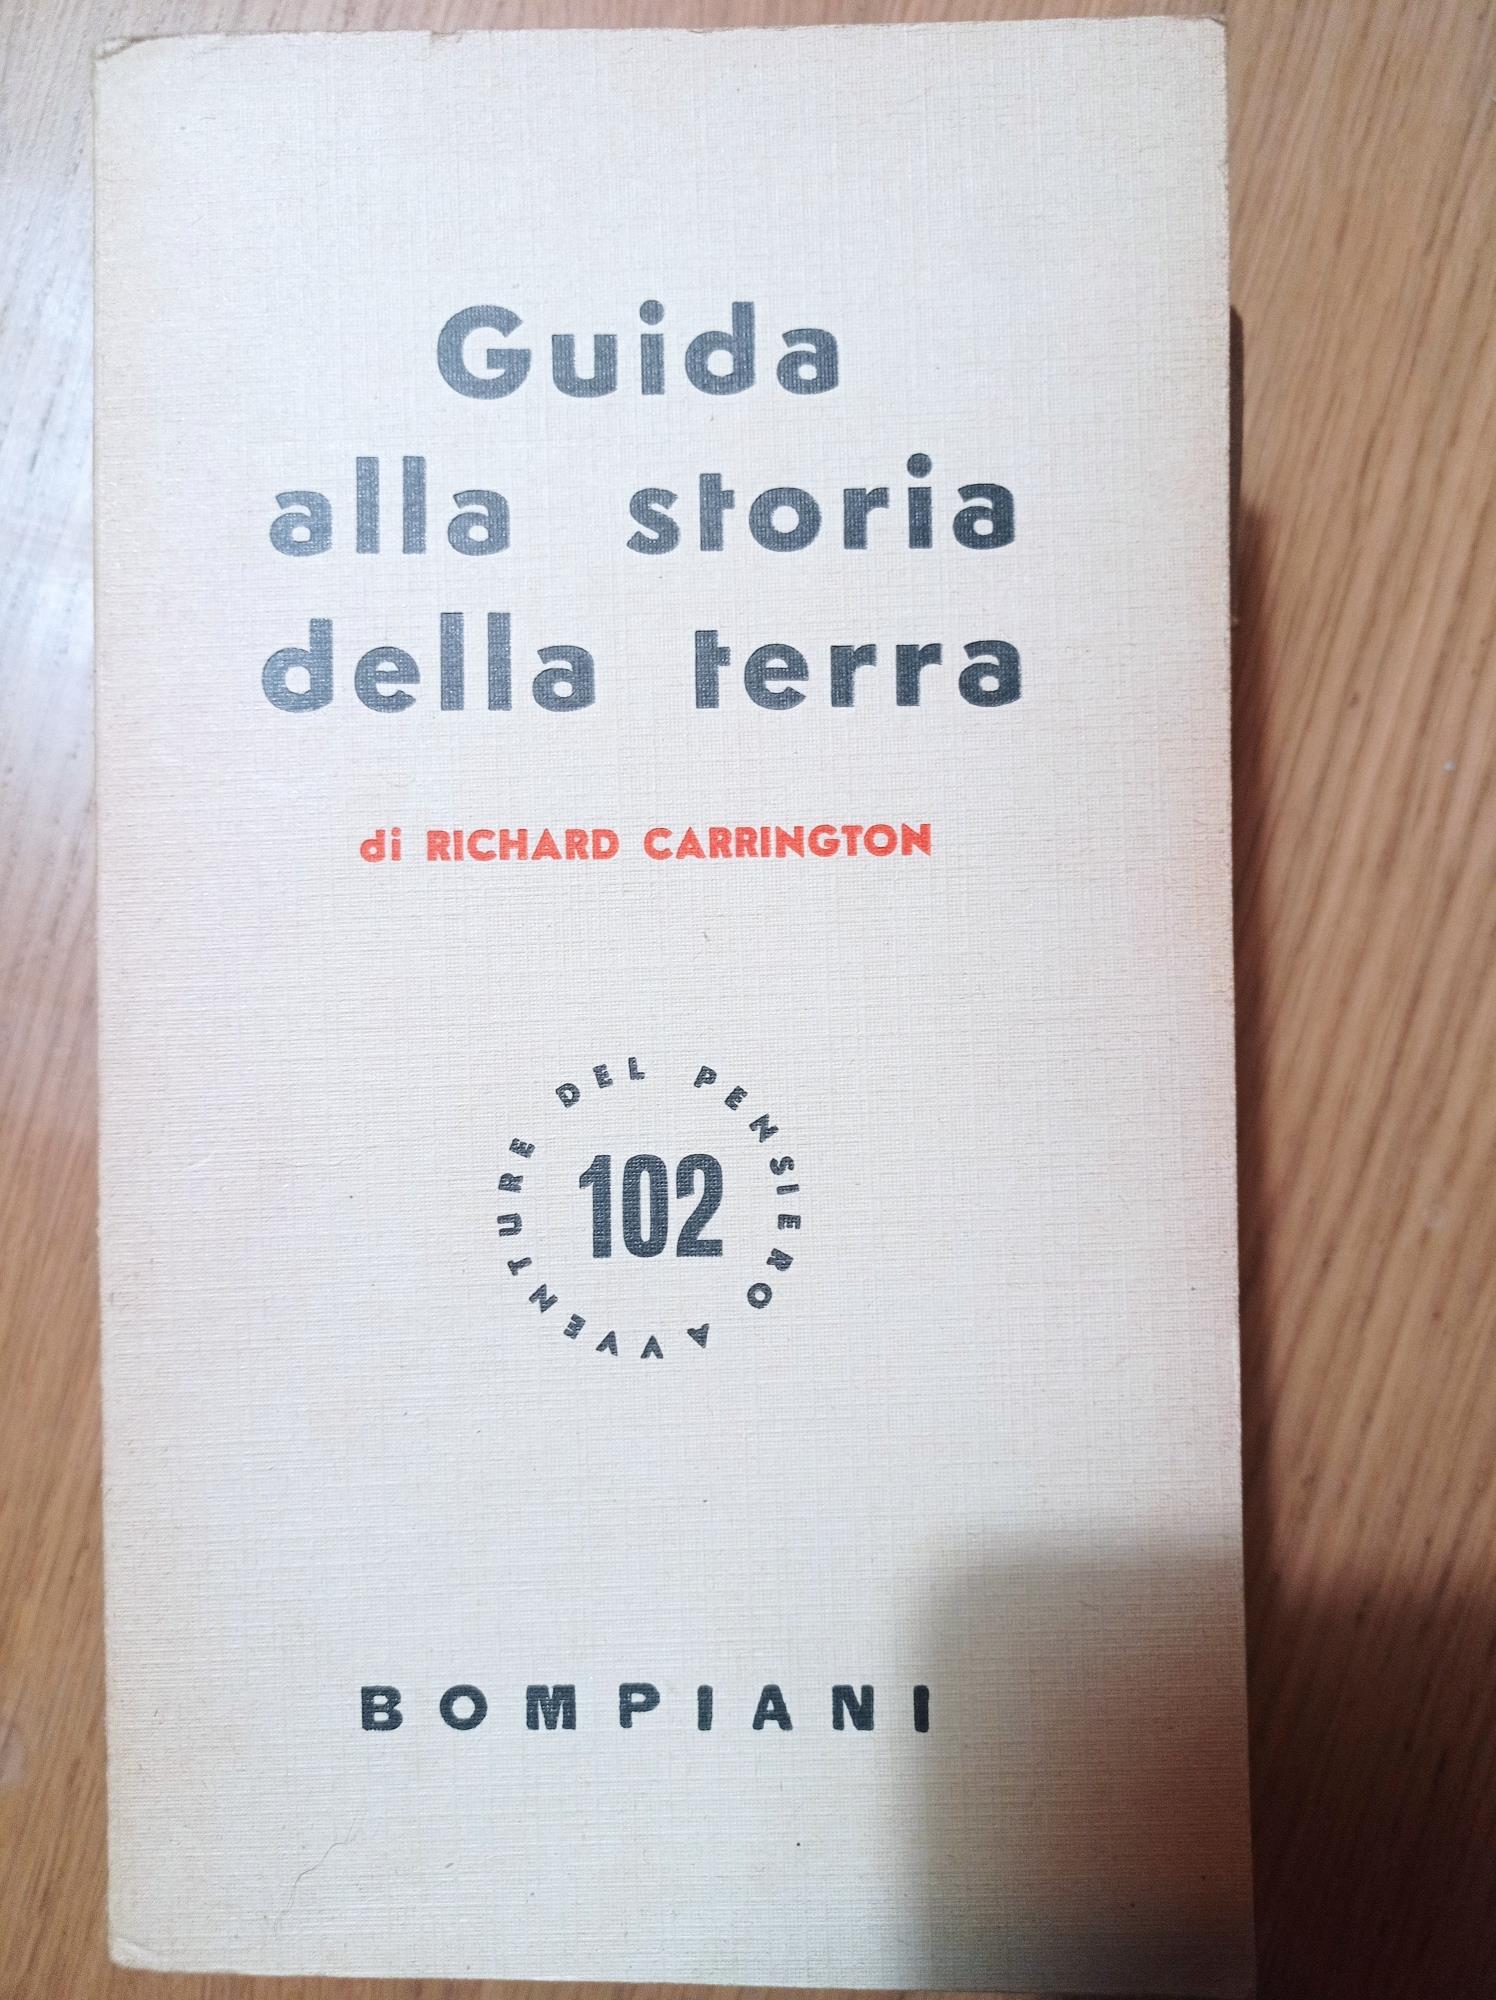 Guida
alla storia
della terra
di RICHARD CARRINGTON
AVVENTURE DEL PENSIERO
102
BOMPIANI